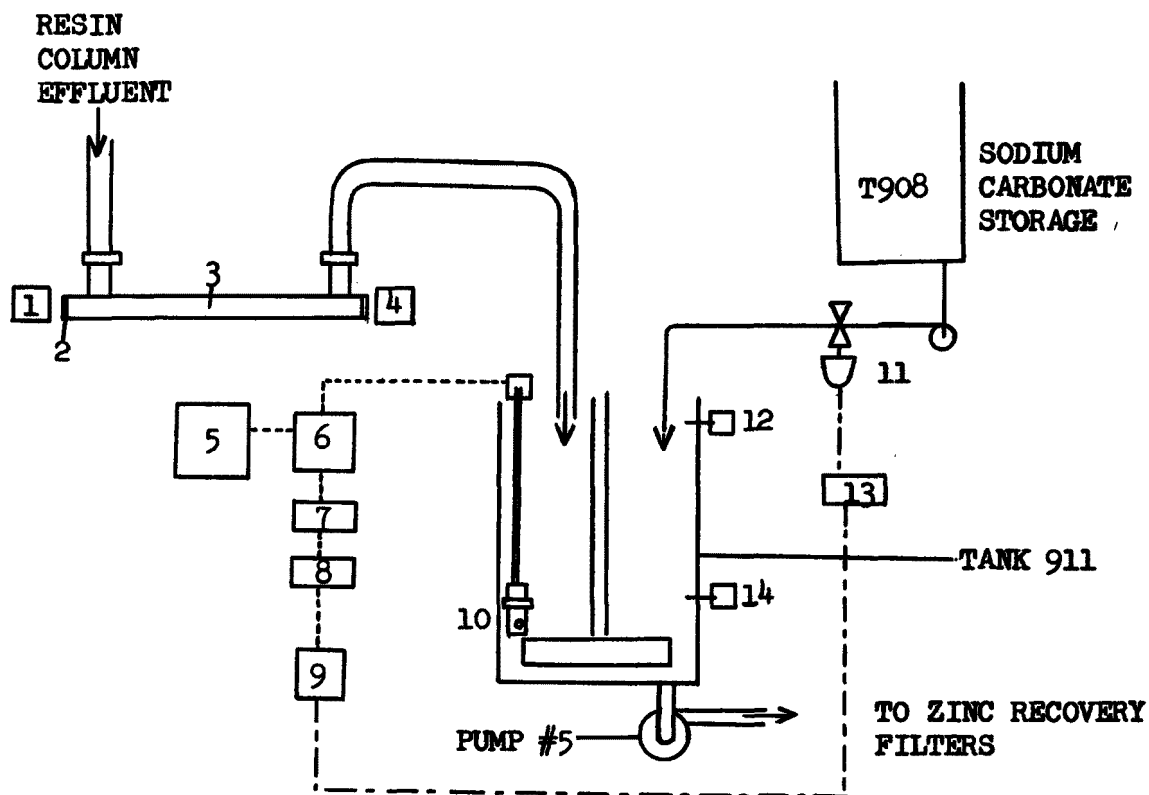 RESIN
COLUMN
EFFLUENT
T908
SODIUM
CARBONATE
STORAGE
3
1
4
2
11
12
5
6
13
7
TANK 911
8
14
10
9
TO ZINC RECOVERY
FILTERS
PUMP #5